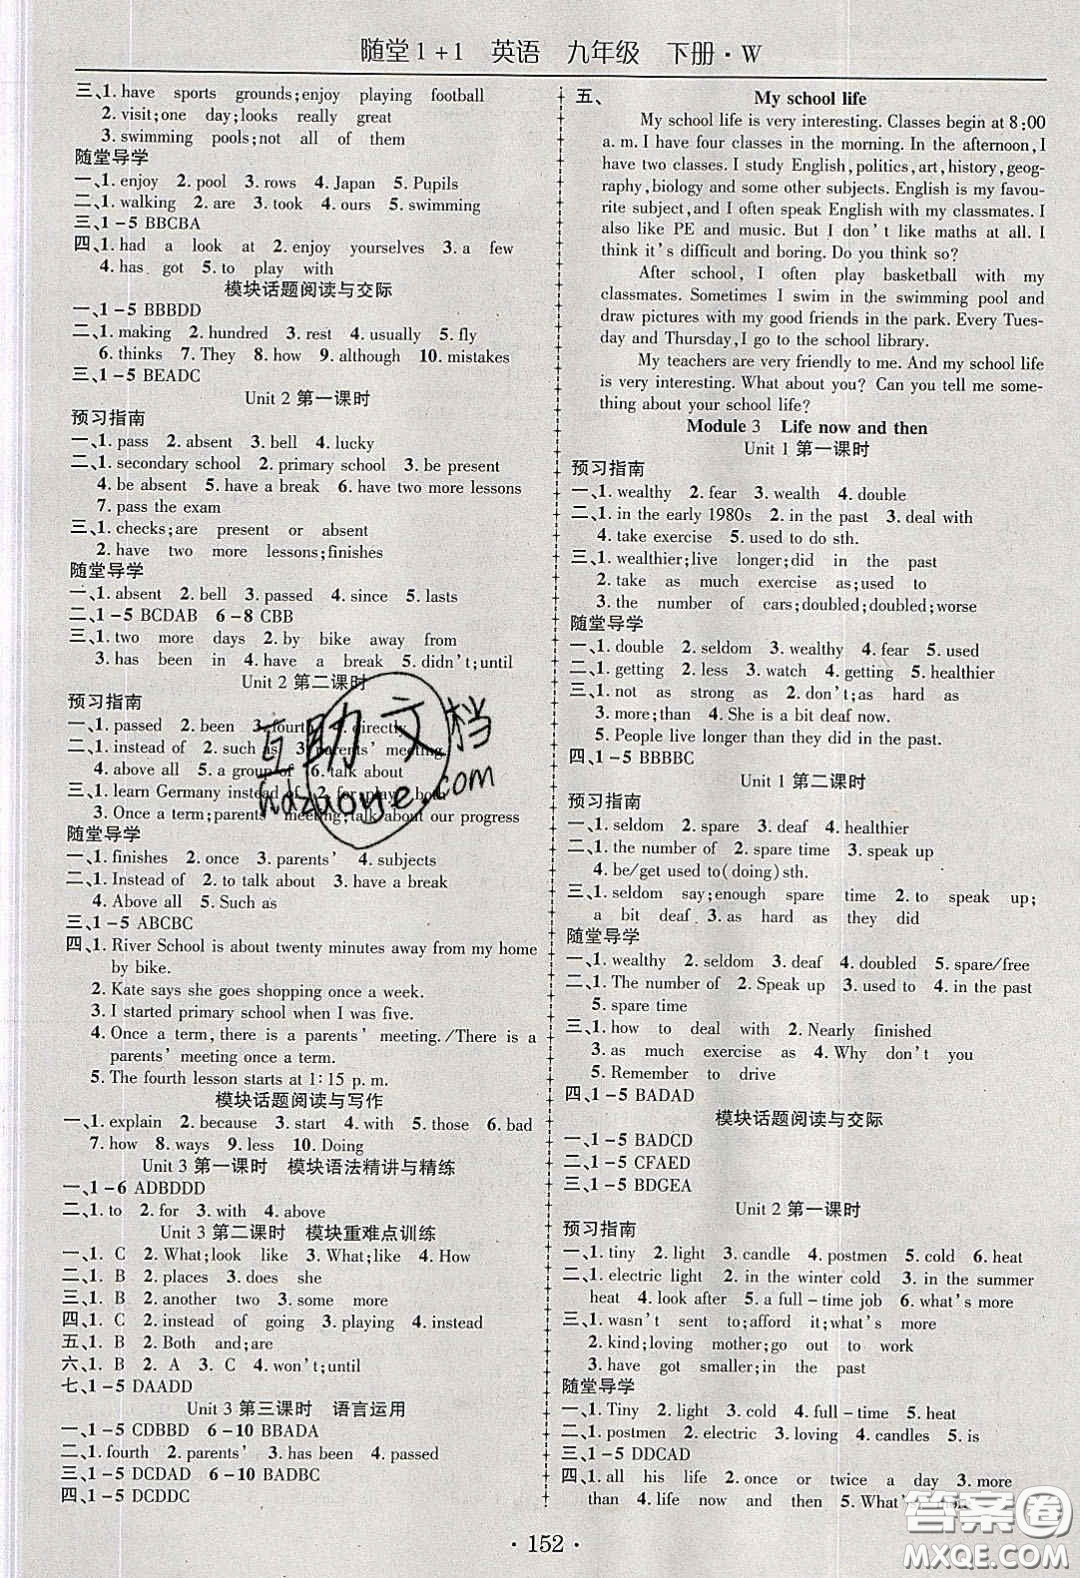 随堂1+1 英语 九年级 下册·W
三、1. have sports grounds;enjoy playing football
2. visit;one day;looks really great
3. swimming pools;not all of them
随堂导学
一、1. enjoy 2. pool 3. rows 4. Japan 5. Pupils
二、1. walking 2. are 3. took 4. ours 5. swimming
三、1-5 BBCBA
四、1. had a look at 2. enjoy yourselves 3. a few
4. has got 5. to play with
模块话题阅读与交际
一、1-5 BBBDD
二、1. making 2. hundred 3. rest 4. usually 5. fly
6. thinks 7. They 8. how 9. although 10. mistakes
三、1-5 BEADC
Unit 2 第一课时
预习指南
一、1. pass 2. absent 3. bell 4. lucky
二、1. secondary school 2. primary school 3. be present
4. be absent 5. have a break 6. have two more lessons
7. pass the exam
三、1. checks;are present or absent
2. have two more lessons;finishes
随堂导学
一、1. absent 2. bell 3. passed 4. since 5. lasts
二、1-5 BCDAB 6-8 CBB
三、1. two more days 2. by bike away from
3. has been in 4. have a break 5. didn't;until
Unit 2 第二课时
预习指南
一、1. passed 2. been 3. fourth 4. directly
二、1. instead of 2. such as 3. parents' meeting
4. above all 5. a group of 6. talk about
三、1. learn Germany instead of 2. for play;both
3. Once a term;parents' meeting;talk about our progress
随堂导学
一、1. finishes 2. once 3. parents' 4. subjects
二、1. Instead of 2. to talk about 3. have a break
4. Above all 5. Such as
三、1-5 ABCBC
四、1. River School is about twenty minutes away from my home
by bike.
2. Kate says she goes shopping once a week.
3. I started primary school when I was five.
4. Once a term, there is a parents' meeting./There is a
parents' meeting once a term.
5. The fourth lesson starts at 1:15 p.m.
模块话题阅读与写作
一、1. explain 2. because 3. start 4. with 5. those 6. bad
7. how 8. ways 9. less 10. Doing
Unit 3 第一课时 模块语法精讲与精练
一、1-6 ADBDDD
二、1. to 2. for 3. with 4. above
Unit 3 第二课时 模块重难点训练
一、1. C 2. What;look like 3. What;like 4. How
二、1. B 2. places 3. does she
三、1. B 2. another two 3. some more
四、1. C 2. instead of going 3. playing 4. instead
五、1. B 2. Both and;are
六、1. B 2. A 3. C 4. won't;until
七、1-5 DAADD
Unit 3 第三课时 语言运用
一、1-5 CDBBD 6-10 BBADA
二、1. fourth 2. parents' 3. has been 4. passed
三、1-5 DCDAD 6-10 BADBC
四、1-5 DCDDC
五、 My school life
My school life is very interesting. Classes begin at 8:00
a.m. I have four classes in the morning. In the afternoon, I
have two classes. I study English, politics, art, history, geog-
raphy, biology and some other subjects. English is my favou-
rite subject, and I often speak English with my classmates. I
also like PE and music. But I don't like maths at all. I
think it's difficult and boring. Do you think so?
After school, I often play basketball with my
classmates. Sometimes I swim in the swimming pool and
draw pictures with my good friends in the park. Every Tues-
day and Thursday, I go to the school library.
My teachers are very friendly to me. And my school life
is very interesting. What about you? Can you tell me some-
thing about your school life?
Module 3 Life now and then
Unit 1 第一课时
预习指南
一、1. wealthy 2. fear 3. wealth 4. double
二、1. in the early 1980s 2. in the past 3. deal with
4. take exercise 5. used to do sth.
三、1. wealthier;live longer;did in the past
2. take as much exercise as;used to
3. the number of cars;doubled;doubled;worse
随堂导学
一、1. double 2. seldom 3. wealthy 4. fear 5. used
二、1. getting 2. less 3. watch 4. getting 5. healthier
三、1. not as strong as 2. don't;as hard as
3. more;than 4. She is a bit deaf now.
5. People live longer than they did in the past.
四、1-5 BBBBC
Unit 1 第二课时
预习指南
一、1. seldom 2. spare 3. deaf 4. healthier
二、1. the number of 2. spare time 3. speak up
4. be/get used to(doing)sth.
三、1. seldom say;enough spare time 2. to speak up;
a bit deaf 3. as hard as they did
随堂导学
一、1. wealthy 2. seldom 3. deaf 4. doubled 5. spare/free
二、1. The number of 2. Speak up 3. used to 4. in the past
5. spare time
三、1. how to deal with 2. Nearly finished
3. as much exercise as 4. Why don't you
5. Remember to drive
四、1-5 BADAD
模块话题阅读与交际
一、1-5 BADCD
二、1-5 CFAED
三、1-5 BDGEA
Unit 2 第一课时
预习指南
一、1. tiny 2. light 3. candle 4. postmen 5. cold 6. heat
二、1. electric light 2. in the winter cold 3. in the summer
heat 4. look after 5. a full-time job 6. what's more
三、1. wasn't sent to;afford it;what's more
2. kind;loving mother;go out to work
3. have got smaller;in the past
随堂导学
一、1. Tiny 2. light 3. cold 4. full-time 5. heat
二、1. postmen 2. electric 3. loving 4. candles 5. is
三、1-5 DDCAD
四、1. all his life 2. once or twice a day 3. more
than 4. life now and then 5. What's
· 152 ·
互助文档
hdzuoye.com
答案圈
MXQE.COM